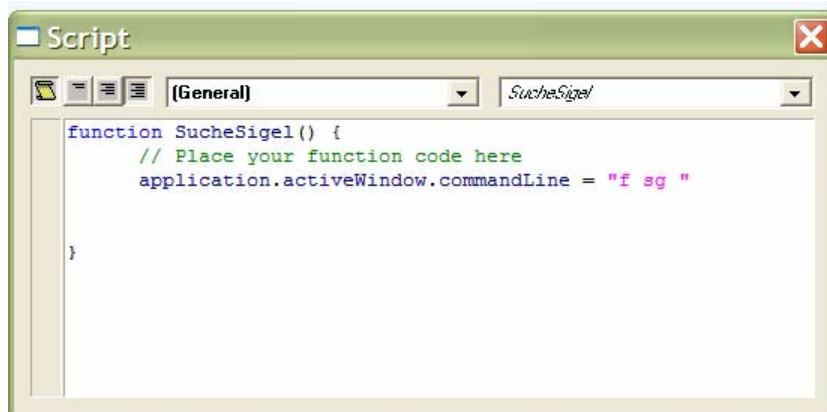 Script
(General) SucheSigel
function SucheSigel() {
// Place your function code here
application.activeWindow.commandLine = "f sg "
}